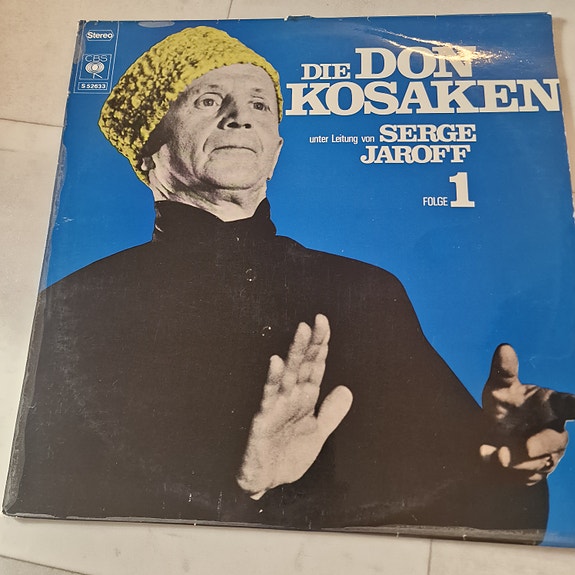 Stereo
CBS
S 52633
DIE DON
KOSAKEN
unter Leitung von SERGE
JAROFF
FOLGE 1